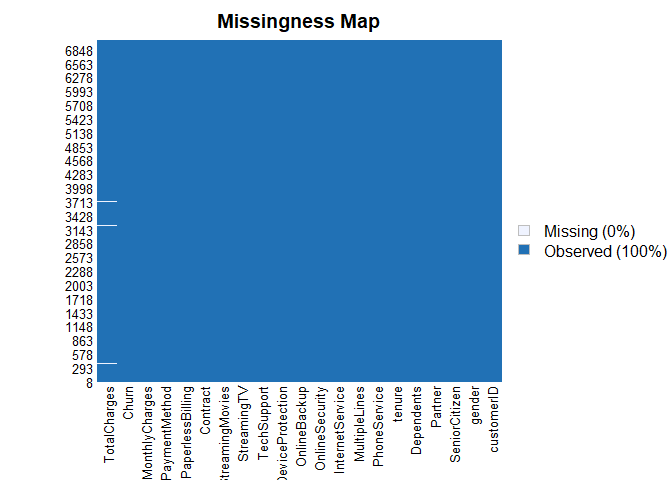 Missingness Map
6848
6563
6278
5993
5708
5423
5138
4853
4568
4283
3998
3713
3428
3143
2858
2573
2288
2003
1718
1433
1148
863
578
293
8
Missing (0%)
Observed (100%)
TotalCharges
Churn
MonthlyCharges
PaymentMethod
PaperlessBilling
Contract
StreamingMovies
StreamingTV
TechSupport
DeviceProtection
OnlineBackup
OnlineSecurity
InternetService
MultipleLines
PhoneService
tenure
Dependents
Partner
SeniorCitizen
gender
customerID